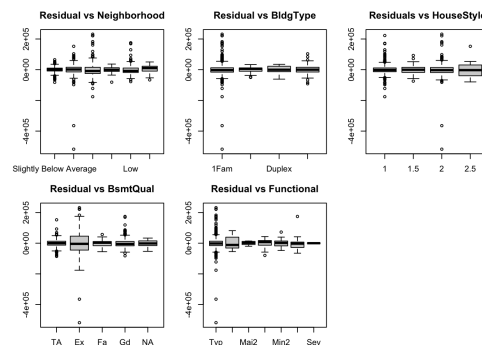 Residual vs Neighborhood
2e+05
0e+00
-4e+05
Slightly Below Average Low
Residual vs BldgType
2e+05
0e+00
-4e+05
1Fam Duplex
Residuals vs HouseStyle
2e+05
0e+00
-4e+05
1 1.5 2 2.5
Residual vs BsmtQual
2e+05
0e+00
-4e+05
TA Ex Fa Gd NA
Residual vs Functional
2e+05
0e+00
-4e+05
Typ Maj2 Min2 Sev